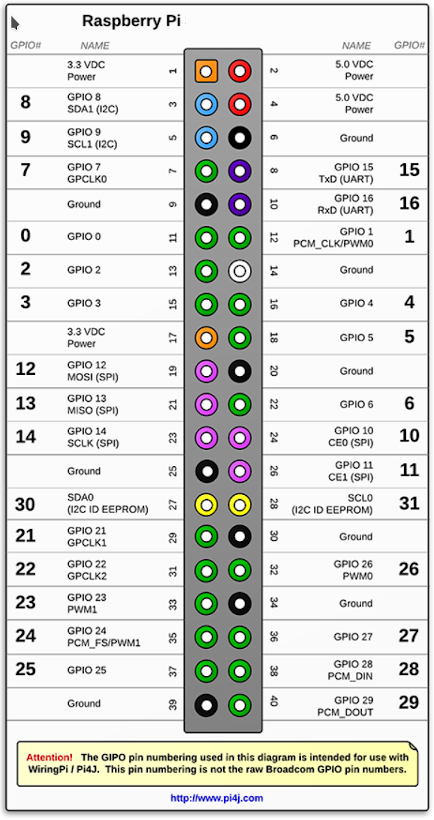 Raspberry Pi
GPIO# NAME NAME GPIO#
3.3 VDC
Power 1 2 5.0 VDC
Power
8 GPIO 8
SDA1 (I2C) 3 4 5.0 VDC
Power
9 GPIO 9
SCL1 (I2C) 5 6 Ground
7 GPIO 7
GPCLK0 7 8 GPIO 15
TxD (UART) 15
Ground 9 10 GPIO 16
RxD (UART) 16
0 GPIO 0 11 12 GPIO 1
PCM_CLK/PWM0 1
2 GPIO 2 13 14 Ground
3 GPIO 3 15 16 GPIO 4 4
3.3 VDC
Power 17 18 GPIO 5 5
12 GPIO 12
MOSI (SPI) 19 20 Ground
13 GPIO 13
MISO (SPI) 21 22 GPIO 6 6
14 GPIO 14
SCLK (SPI) 23 24 GPIO 10
CE0 (SPI) 10
Ground 25 26 GPIO 11
CE1 (SPI) 11
30 SDA0
(I2C ID EEPROM) 27 28 SCL0
(I2C ID EEPROM) 31
21 GPIO 21
GPCLK1 29 30 Ground
22 GPIO 22
GPCLK2 31 32 GPIO 26
PWM0 26
23 GPIO 23
PWM1 33 34 Ground
24 GPIO 24
PCM_FS/PWM1 35 36 GPIO 27 27
25 GPIO 25 37 38 GPIO 28
PCM_DIN 28
Ground 39 40 GPIO 29
PCM_DOUT 29
Attention! The GIPO pin numbering used in this diagram is intended for use with
WiringPi / Pi4J. This pin numbering is not the raw Broadcom GPIO pin numbers.
http://www.pi4j.com